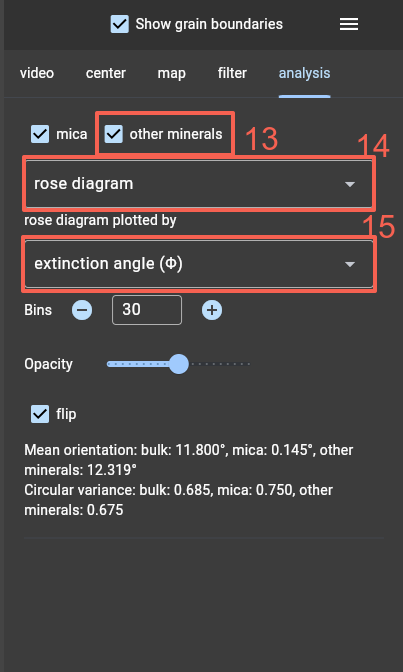 Show grain boundaries
video center map filter analysis
mica other minerals 13
14
rose diagram
rose diagram plotted by
15
extinction angle (Φ)
Bins 30
Opacity
flip
Mean orientation: bulk: 11.800°, mica: 0.145°, other
minerals: 12.319°
Circular variance: bulk: 0.685, mica: 0.750, other
minerals: 0.675